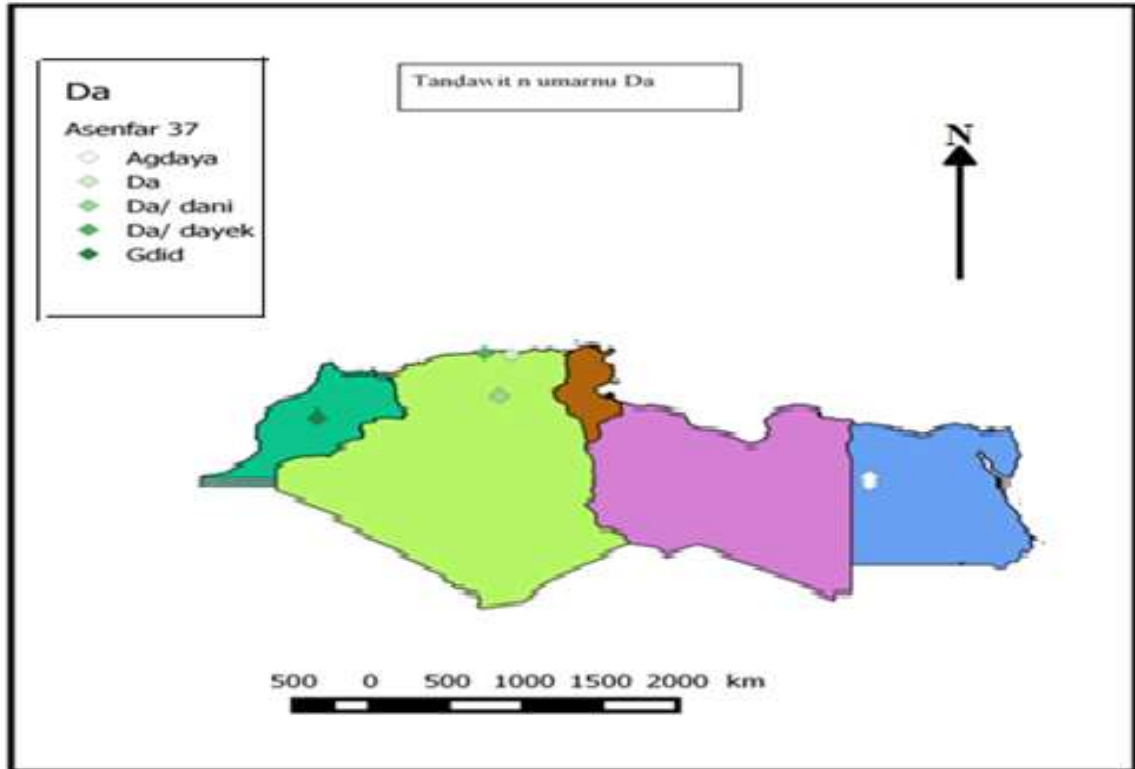 Da
Asenfar 37
Agdaya
Da
Da/ dani
Da/ dayek
Gdid
Tanḍawit n umarnu Da
N
500 0 500 1000 1500 2000 km